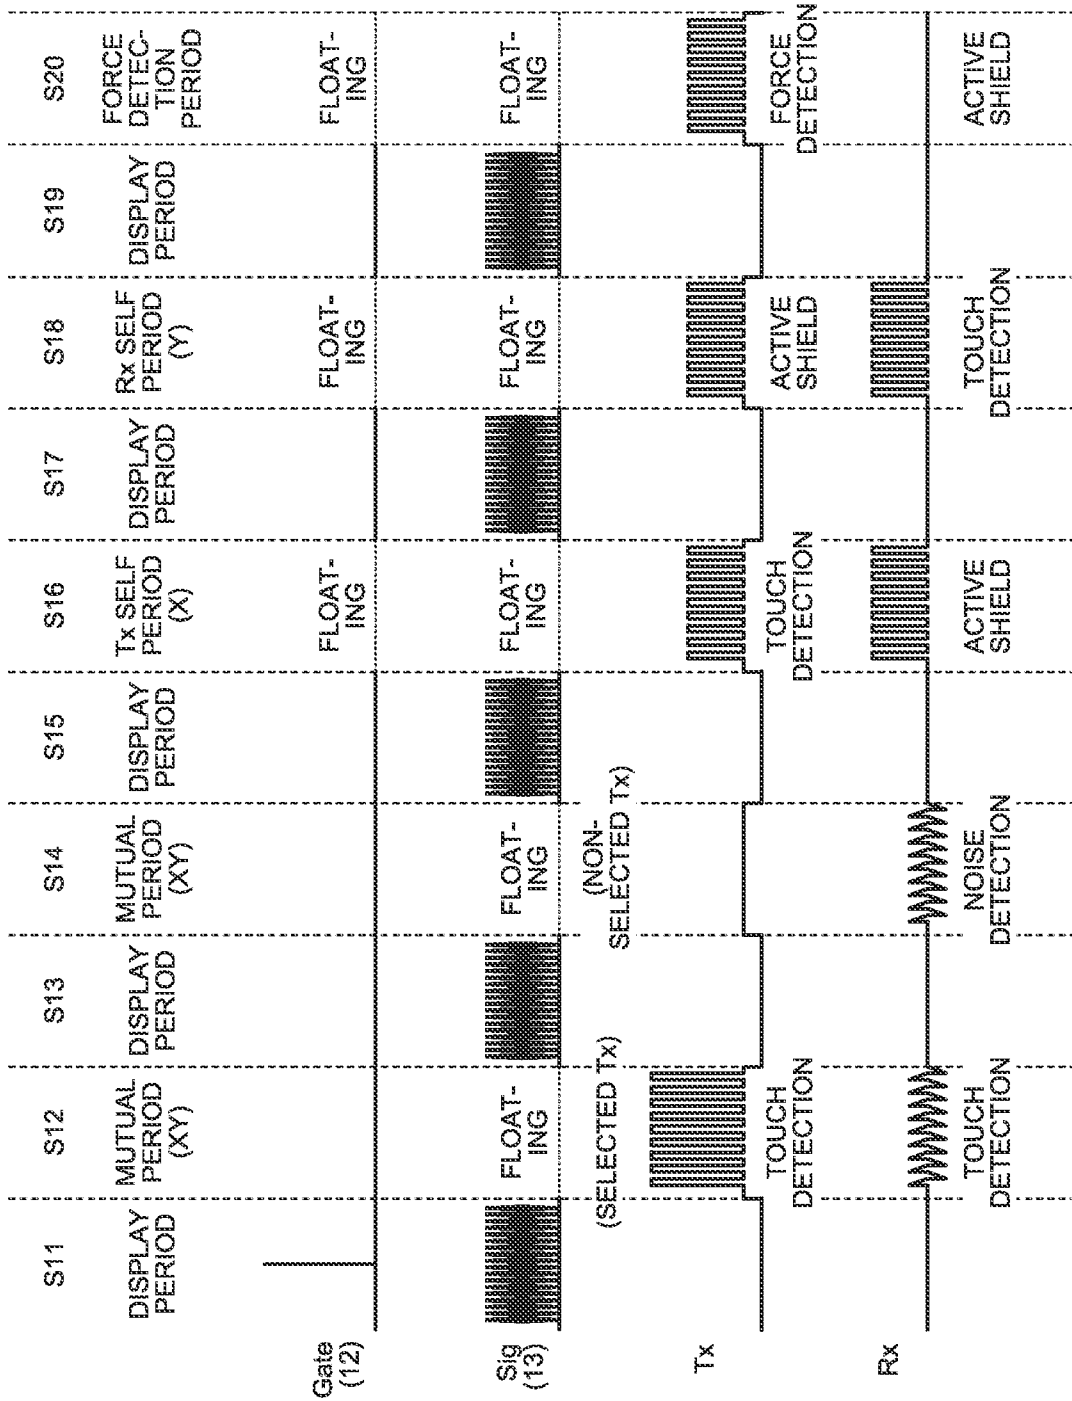 S11
S12
S13
S14
S15
S16
S17
S18
S19
S20
DISPLAY
PERIOD
MUTUAL
PERIOD
(XY)
DISPLAY
PERIOD
MUTUAL
PERIOD
(XY)
DISPLAY
PERIOD
Tx SELF
PERIOD
(X)
DISPLAY
PERIOD
Rx SELF
PERIOD
(Y)
DISPLAY
PERIOD
FORCE
DETEC-
TION
PERIOD
Gate
(12)
FLOAT-
ING
FLOAT-
ING
FLOAT-
ING
Sig
(13)
FLOAT-
ING
FLOAT-
ING
FLOAT-
ING
FLOAT-
ING
FLOAT-
ING
(SELECTED Tx)
(NON-
SELECTED Tx)
Tx
TOUCH
DETECTION
TOUCH
DETECTION
ACTIVE
SHIELD
FORCE
DETECTION
Rx
TOUCH
DETECTION
NOISE
DETECTION
ACTIVE
SHIELD
TOUCH
DETECTION
ACTIVE
SHIELD